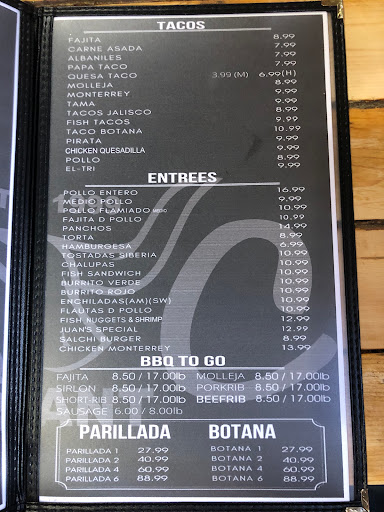 TACOS
FAJITA 8.99
CARNE ASADA 7.99
ALBANILES 7.99
PAPA TACO 7.99
QUESA TACO 3.99 (M) 6.99(H)
MOLLEJA 8.99
MONTERREY 9.99
TAMA 9.99
TACOS JALISCO 8.99
FISH TACOS 9.99
TACO BOTANA 10.99
PIRATA 9.99
CHICKEN QUESADILLA 9.99
POLLO 8.99
EL-TRI 9.99
ENTREES
POLLO ENTERO 16.99
MEDIO POLLO 9.99
POLLO FLAMIADO MEDIO 10.99
FAJITA D POLLO 10.99
PANCHOS 14.99
TORTA 8.99
HAMBURGESA 6.99
TOSTADAS SIBERIA 10.99
CHALUPAS 10.99
FISH SANDWICH 10.99
BURRITO VERDE 10.99
BURRITO ROJO 10.99
ENCHILADAS(AM)(SW) 10.99
FLAUTAS D POLLO 10.99
FISH NUGGETS & SHRIMP 12.99
JUAN'S SPECIAL 12.99
SALCHI BURGER 8.99
CHICKEN MONTERREY 13.99
BBQ TO GO
FAJITA 8.50 / 17.00lb MOLLEJA 8.50 / 17.00lb
SIRLON 8.50 / 17.00lb PORKRIB 8.50 / 17.00lb
SHORT-RIB 8.50 / 17.00lb BEEFRIB 8.50 / 17.00lb
SAUSAGE 6.00 / 8.00lb
PARILLADA BOTANA
PARILLADA 1 27.99 BOTANA 1 27.99
PARILLADA 2 40.99 BOTANA 2 40.99
PARILLADA 4 60.99 BOTANA 4 60.99
PARILLADA 6 88.99 BOTANA 6 88.99